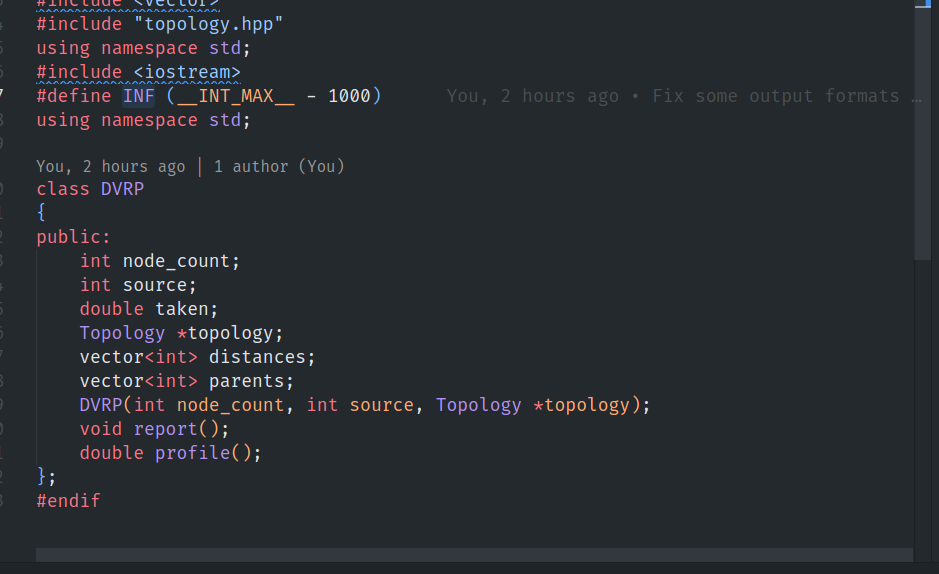 #include <vector>
#include "topology.hpp"
using namespace std;
#include <iostream>
#define INF (__INT_MAX__ - 1000) You, 2 hours ago • Fix some output formats …
using namespace std;
You, 2 hours ago | 1 author (You)
class DVRP
{
public:
    int node_count;
    int source;
    double taken;
    Topology *topology;
    vector<int> distances;
    vector<int> parents;
    DVRP(int node_count, int source, Topology *topology);
    void report();
    double profile();
};
#endif